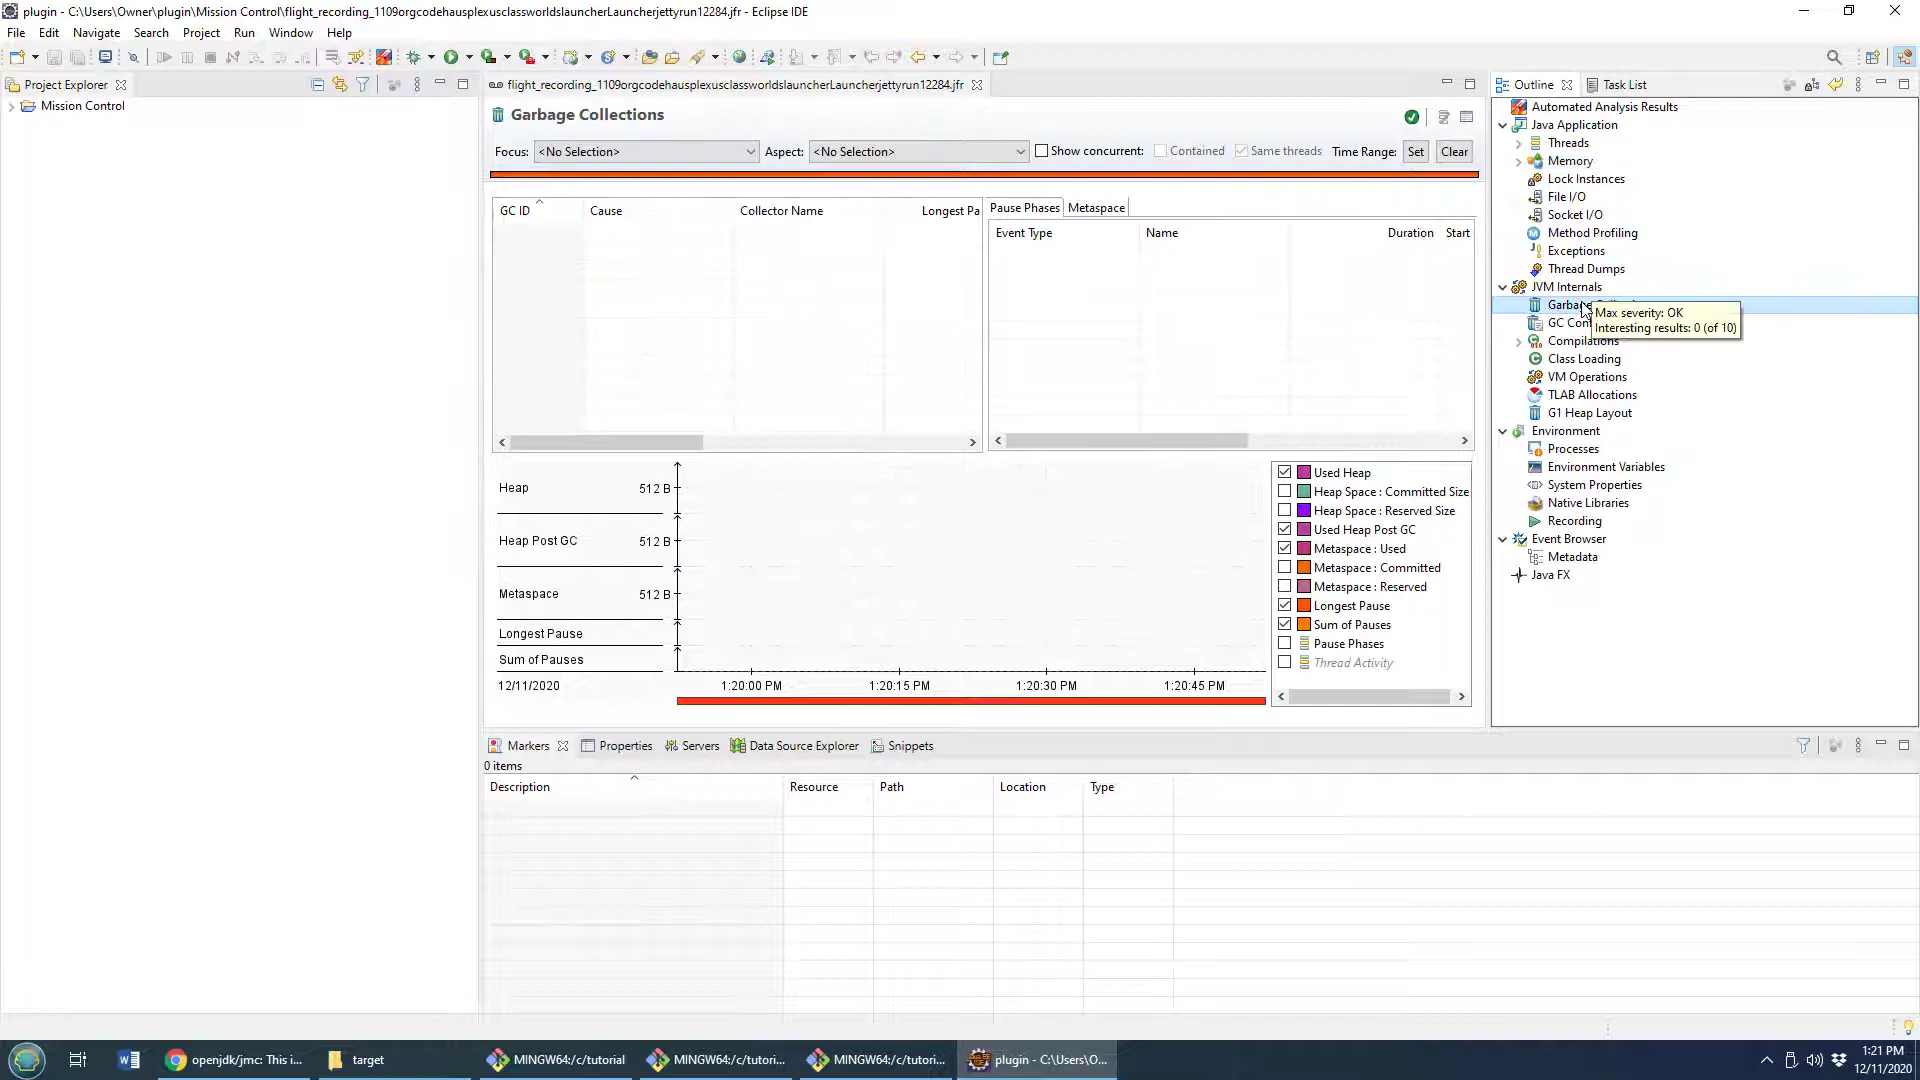 plugin - C:\Users\Owner\plugin\Mission Control\flight_recording_1109orgcodehausplexusclassworldslauncherLauncherjettyrun12284.jfr - Eclipse IDE
File Edit Navigate Search Project Run Window Help
Project Explorer
Mission Control
flight_recording_1109orgcodehausplexusclassworldslauncherLauncherjettyrun12284.jfr
Garbage Collections
Focus: <No Selection> Aspect: <No Selection> Show concurrent: Contained Same threads Time Range: Set Clear
GC ID Cause Collector Name Longest Pa
Pause Phases Metaspace
Event Type Name Duration Start
Heap 512 B
Heap Post GC 512 B
Metaspace 512 B
Longest Pause
Sum of Pauses
12/11/2020 1:20:00 PM 1:20:15 PM 1:20:30 PM 1:20:45 PM
Used Heap
Heap Space : Committed Size
Heap Space : Reserved Size
Used Heap Post GC
Metaspace : Used
Metaspace : Committed
Metaspace : Reserved
Longest Pause
Sum of Pauses
Pause Phases
Thread Activity
Outline Task List
Automated Analysis Results
Java Application
Threads
Memory
Lock Instances
File I/O
Socket I/O
Method Profiling
Exceptions
Thread Dumps
JVM Internals
Max severity: OK
Interesting results: 0 (of 10)
GC
Compilations
Class Loading
VM Operations
TLAB Allocations
G1 Heap Layout
Environment
Processes
Environment Variables
System Properties
Native Libraries
Recording
Event Browser
Metadata
Java FX
Markers Properties Servers Data Source Explorer Snippets
0 items
Description Resource Path Location Type
openjdk/jmc: This i... target MINGW64:/c/tutorial MINGW64:/c/tutori... MINGW64:/c/tutori... plugin - C:\Users\O...
1:21 PM
12/11/2020